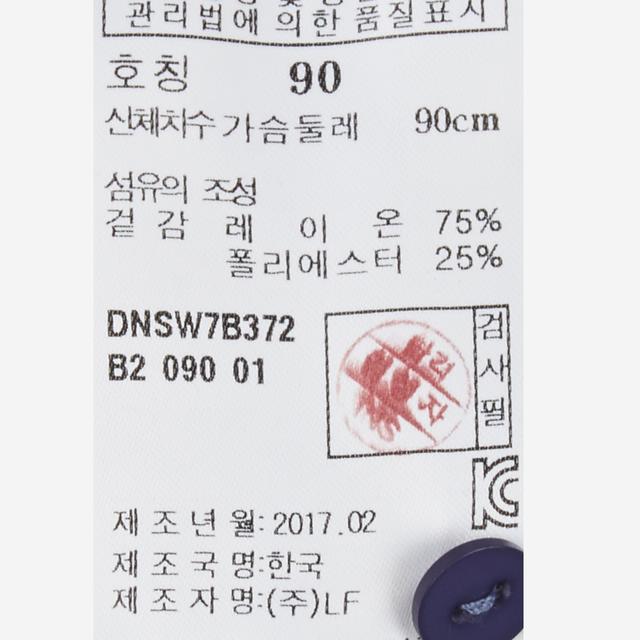 관리법에 의한 품질표시
호칭 90
신체치수 가슴둘레 90cm
섬유의 조성
겉감 레이온 75%
폴리에스터 25%
DNSW7B372
B2 090 01
검사필
제조년월: 2017.02
제조국명:한국
제조자명:(주)LF